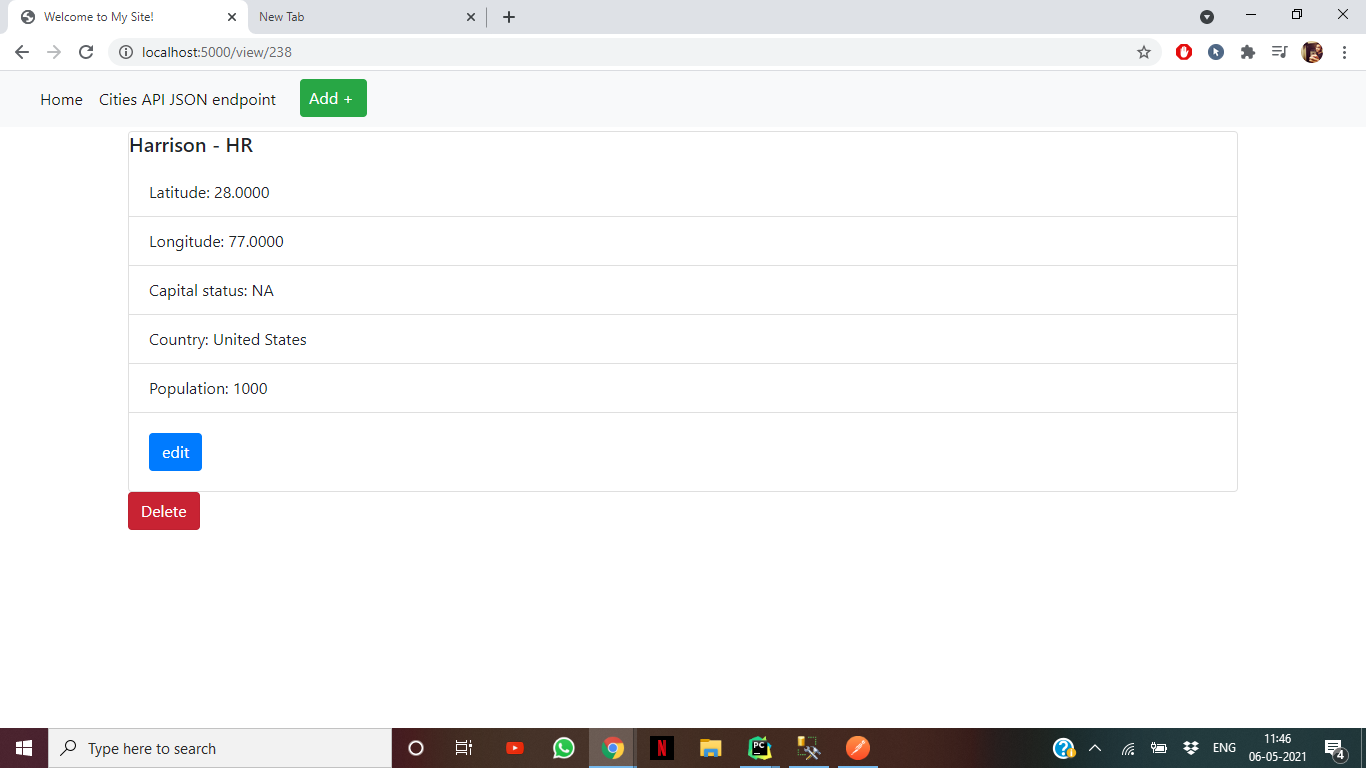 Welcome to My Site!
New Tab
localhost:5000/view/238
Home
Cities API JSON endpoint
Add +
Harrison - HR
Latitude: 28.0000
Longitude: 77.0000
Capital status: NA
Country: United States
Population: 1000
edit
Delete
Type here to search
N
PC
ENG
11:46
06-05-2021
4